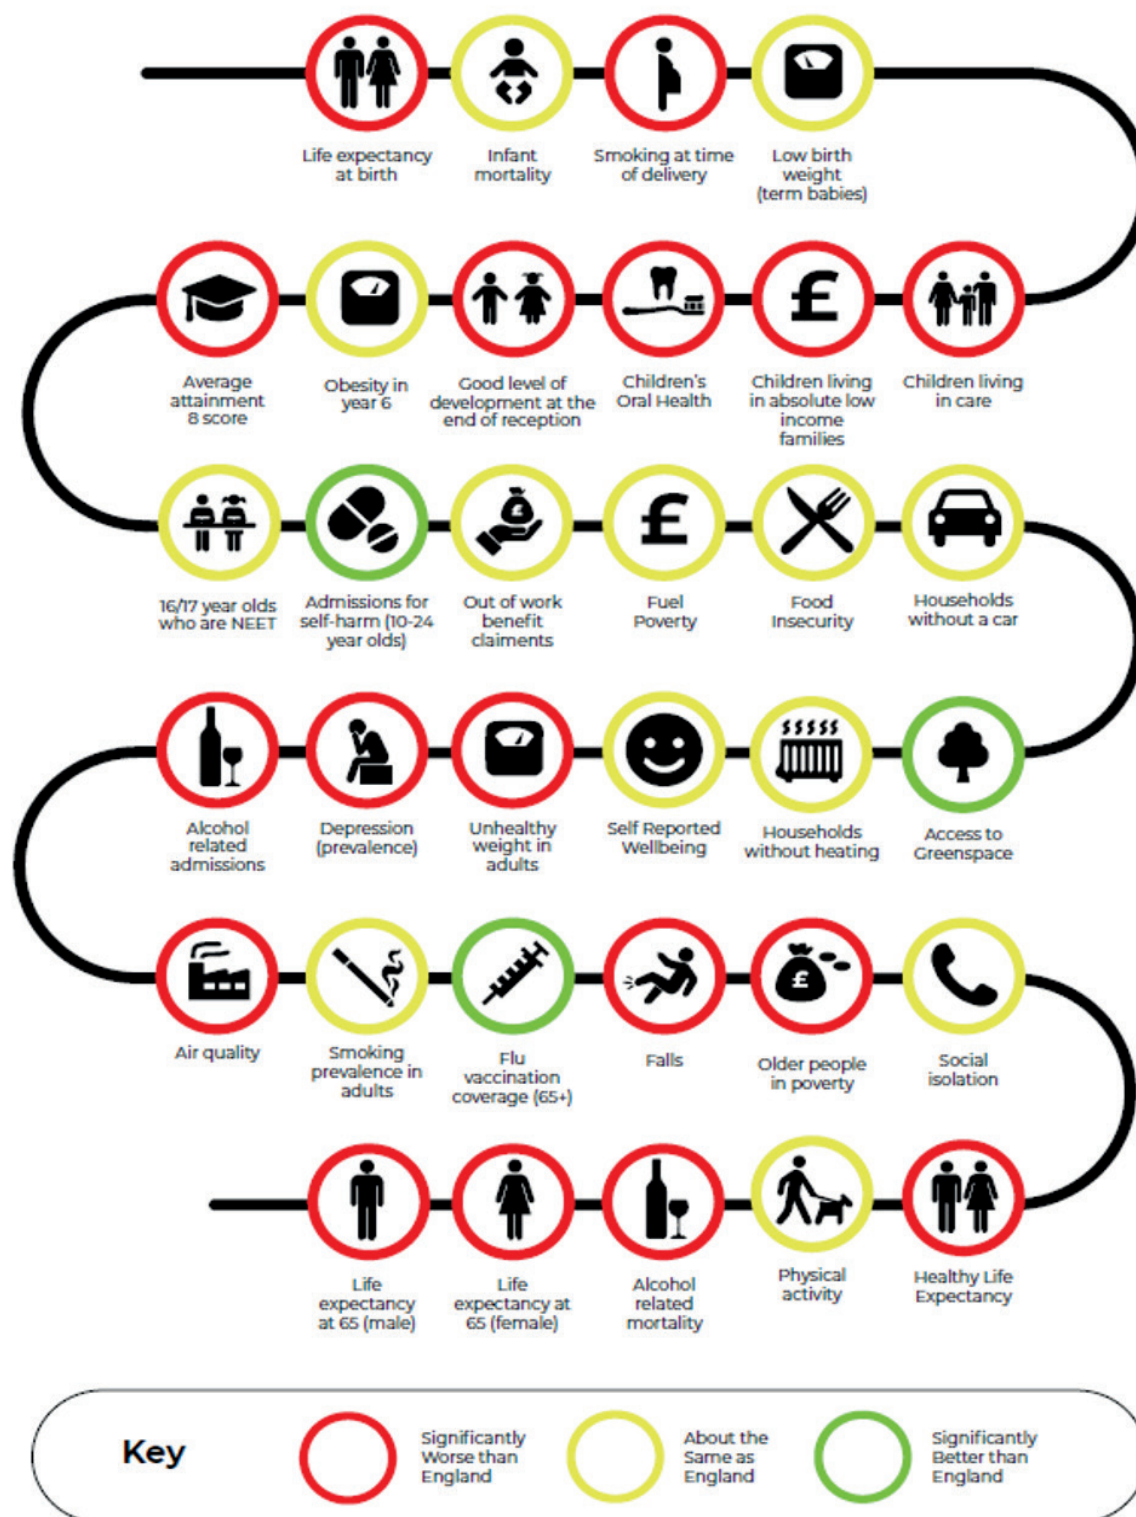 Life expectancy
at birth
Infant
mortality
Smoking at time
of delivery
Low birth
weight
(term babies)
Average
attainment
8 score
Obesity in
year 6
Good level of
development at the
end of reception
Children's
Oral Health
£
Children living
in absolute low
income
families
Children living
in care
16/17 year olds
who are NEET
Admissions for
self-harm (10-24
year olds)
£
Out of work
benefit
claiments
£
Fuel
Poverty
Food
Insecurity
Households
without a car
Alcohol
related
admissions
Depression
(prevalence)
Unhealthy
weight in
adults
Self Reported
Wellbeing
Households
without heating
Access to
Greenspace
Air quality
Smoking
prevalence in
adults
Flu
vaccination
coverage (65+)
Falls
£
Older people
in poverty
Social
isolation
Life
expectancy
at 65 (male)
Life
expectancy at
65 (female)
Alcohol
related
mortality
Physical
activity
Healthy Life
Expectancy
Key
Significantly
Worse than
England
About the
Same as
England
Significantly
Better than
England